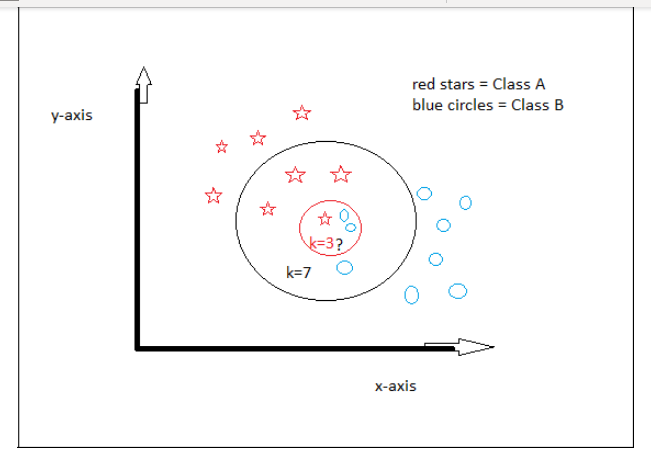 red stars = Class A
blue circles = Class B
y-axis
k=3?
k=7
x-axis